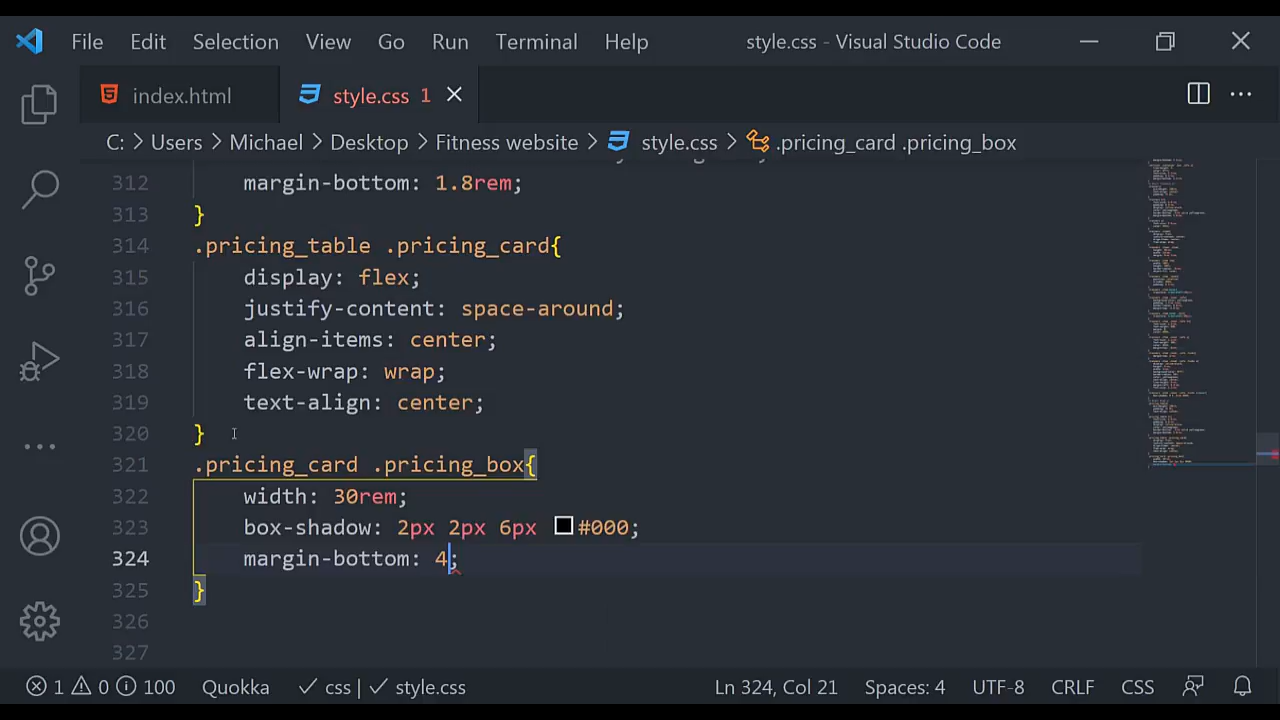 File Edit Selection View Go Run Terminal Help style.css - Visual Studio Code
index.html style.css 1
C: > Users > Michael > Desktop > Fitness website > style.css > .pricing_card .pricing_box
312 margin-bottom: 1.8rem;
313 }
314 .pricing_table .pricing_card{
315 display: flex;
316 justify-content: space-around;
317 align-items: center;
318 flex-wrap: wrap;
319 text-align: center;
320 }
321 .pricing_card .pricing_box{
322 width: 30rem;
323 box-shadow: 2px 2px 6px #000;
324 margin-bottom: 4;
325 }
326
327
1 0 100 Quokka ✓ css | ✓ style.css Ln 324, Col 21 Spaces: 4 UTF-8 CRLF CSS